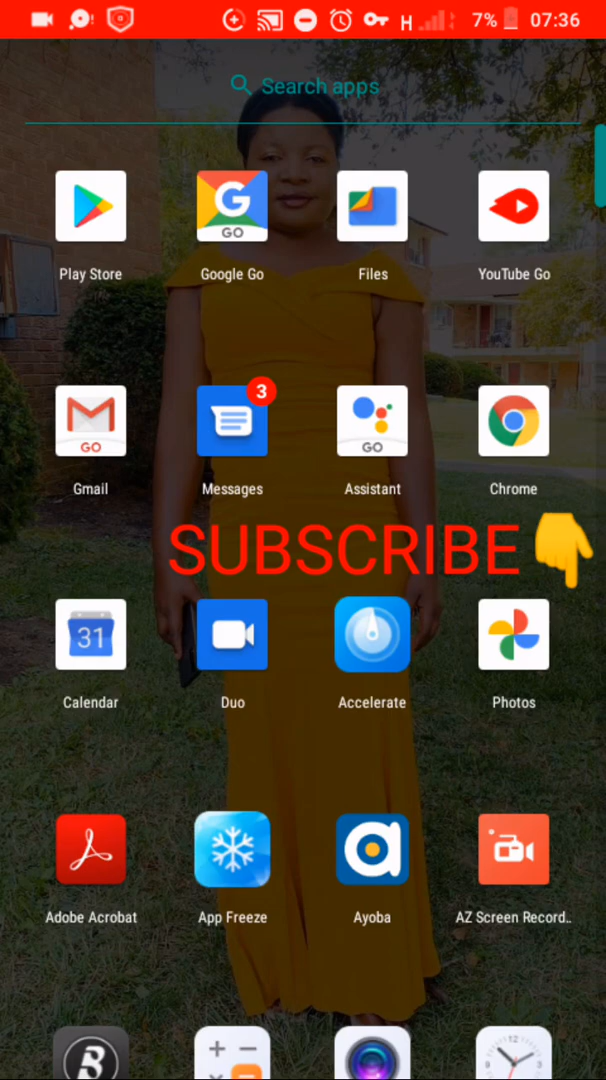 H 7% 07:36
Search apps
GO
Play Store Google Go Files YouTube Go
3
GO GO
Gmail Messages Assistant Chrome
SUBSCRIBE
31
Calendar Duo Accelerate Photos
Adobe Acrobat App Freeze Ayoba AZ Screen Record..